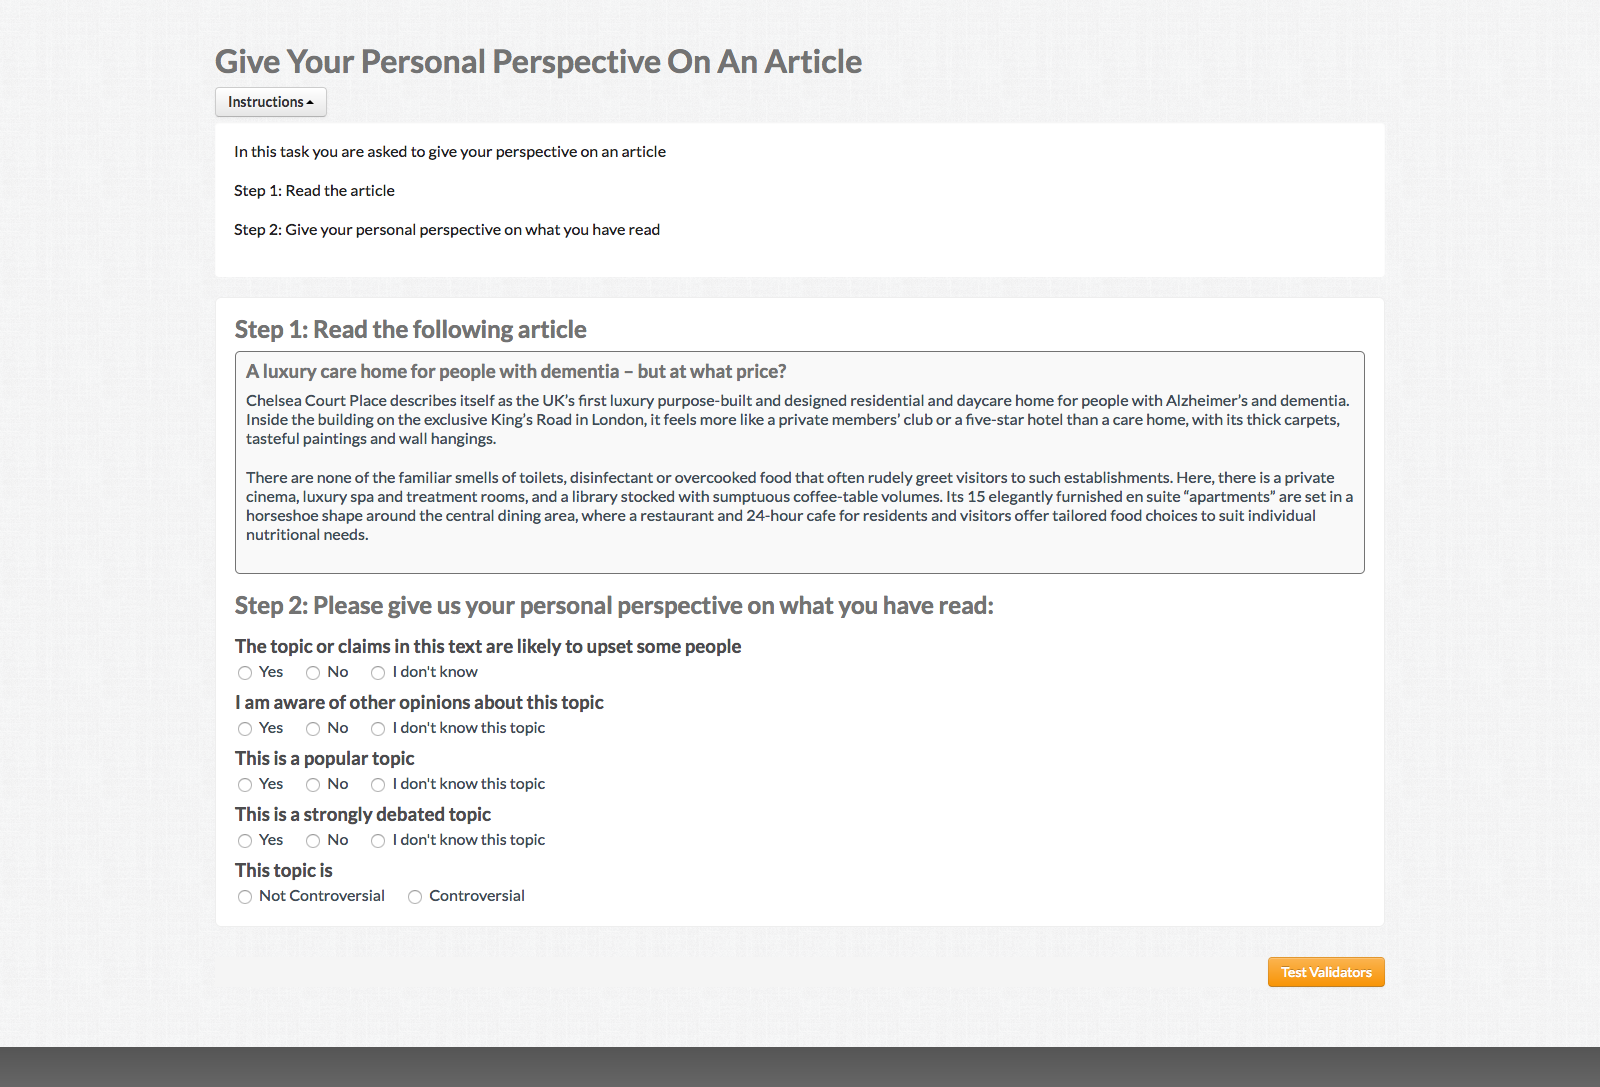 Give Your Personal Perspective On An Article
Instructions
In this task you are asked to give your perspective on an article
Step 1: Read the article
Step 2: Give your personal perspective on what you have read
Step 1: Read the following article
A luxury care home for people with dementia – but at what price?
Chelsea Court Place describes itself as the UK’s first luxury purpose-built and designed residential and daycare home for people with Alzheimer’s and dementia.
Inside the building on the exclusive King’s Road in London, it feels more like a private members’ club or a five-star hotel than a care home, with its thick carpets,
tasteful paintings and wall hangings.
There are none of the familiar smells of toilets, disinfectant or overcooked food that often rudely greet visitors to such establishments. Here, there is a private
cinema, luxury spa and treatment rooms, and a library stocked with sumptuous coffee-table volumes. Its 15 elegantly furnished en suite “apartments” are set in a
horseshoe shape around the central dining area, where a restaurant and 24-hour cafe for residents and visitors offer tailored food choices to suit individual
nutritional needs.
Step 2: Please give us your personal perspective on what you have read:
The topic or claims in this text are likely to upset some people
Yes No I don't know
I am aware of other opinions about this topic
Yes No I don't know this topic
This is a popular topic
Yes No I don't know this topic
This is a strongly debated topic
Yes No I don't know this topic
This topic is
Not Controversial Controversial
Test Validators